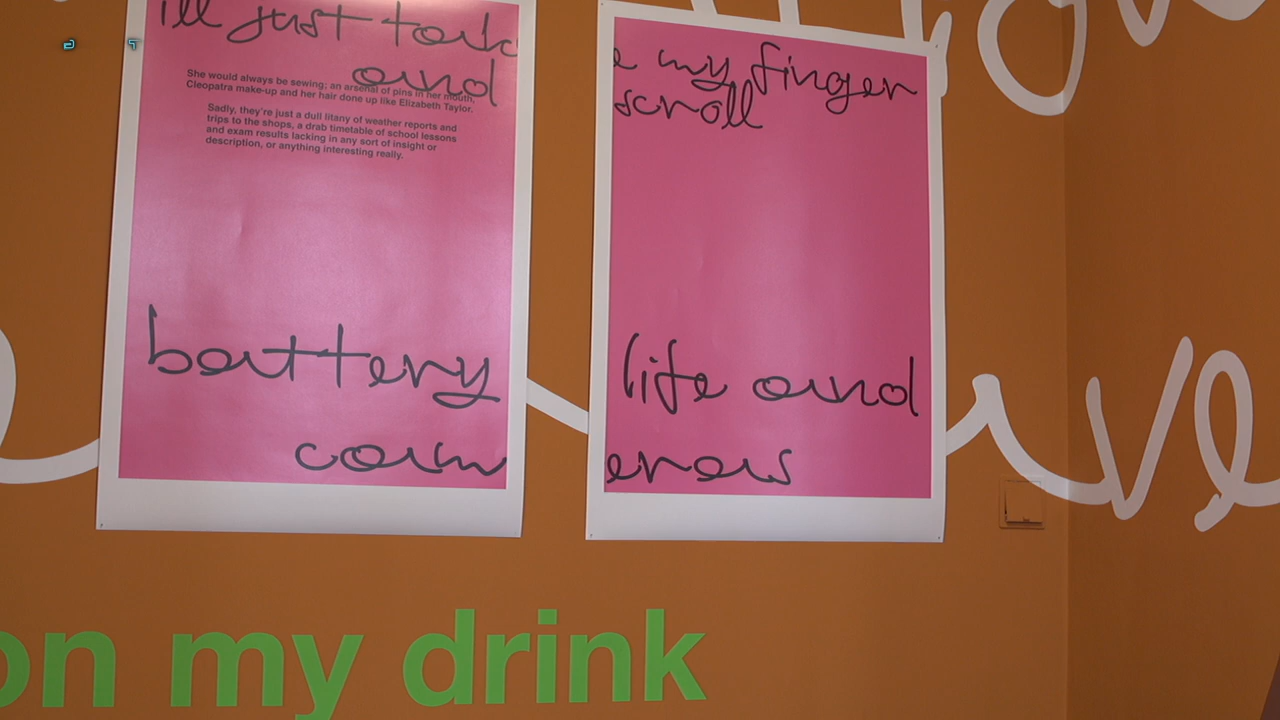 ill just take my finger
and scroll
She would always be sewing; an arsenal of pins in her mouth,
Cleopatra make-up and her hair done up like Elizabeth Taylor.
Sadly, they're just a dull litany of weather reports and
trips to the shops, a drab timetable of school lessons
and exam results lacking in any sort of insight or
description, or anything interesting really.
battery life and
cameras
on my drink